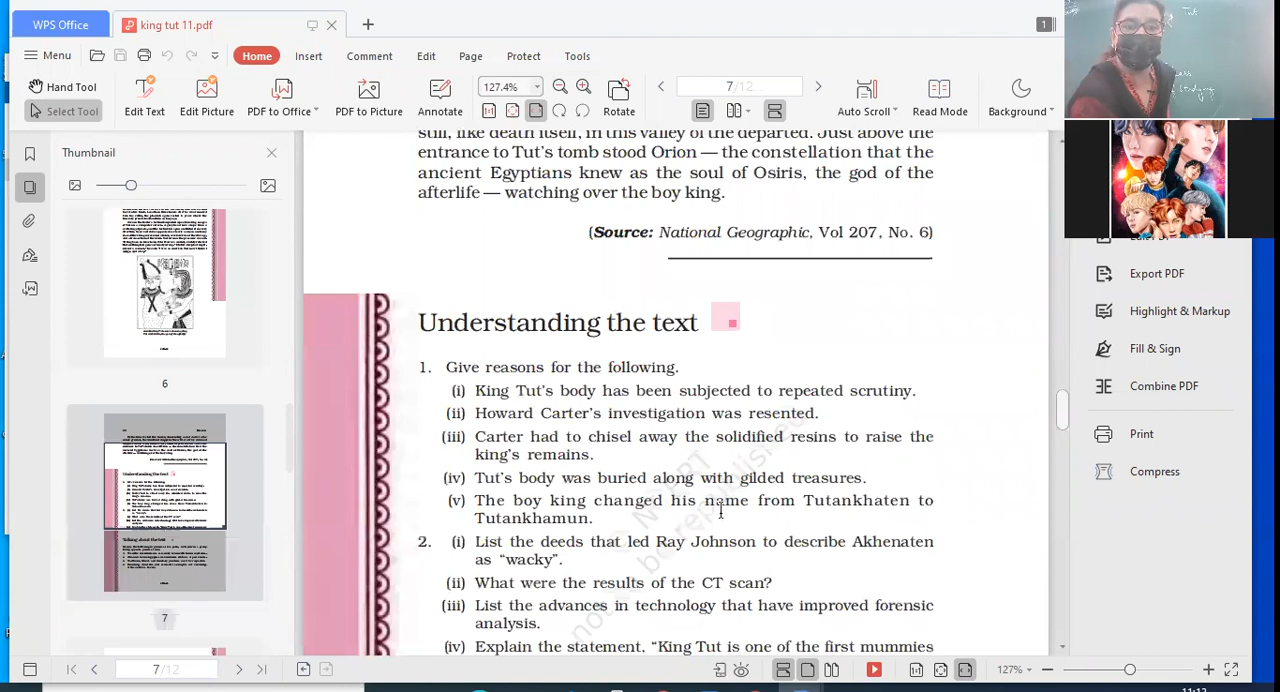 WPS Office
king tut 11.pdf
1
Tut
Menu
Home
Insert
Comment
Edit
Page
Protect
Tools
Hand Tool
Select Tool
Edit Text
Edit Picture
PDF to Office
PDF to Picture
Annotate
127.4%
Rotate
7/12
Auto Scroll
Read Mode
Background
Thumbnail
6
7
still, like death itself, in this valley of the departed. Just above the
entrance to Tut's tomb stood Orion — the constellation that the
ancient Egyptians knew as the soul of Osiris, the god of the
afterlife — watching over the boy king.
(Source: National Geographic, Vol 207, No. 6)
Understanding the text
1. Give reasons for the following.
(i) King Tut's body has been subjected to repeated scrutiny.
(ii) Howard Carter's investigation was resented.
(iii) Carter had to chisel away the solidified resins to raise the
king's remains.
(iv) Tut's body was buried along with gilded treasures.
(v) The boy king changed his name from Tutankhaten to
Tutankhamun.
2. (i) List the deeds that led Ray Johnson to describe Akhenaten
as "wacky".
(ii) What were the results of the CT scan?
(iii) List the advances in technology that have improved forensic
analysis.
(iv) Explain the statement, "King Tut is one of the first mummies
Export PDF
Highlight & Markup
Fill & Sign
Combine PDF
Print
Compress
7/12
127%